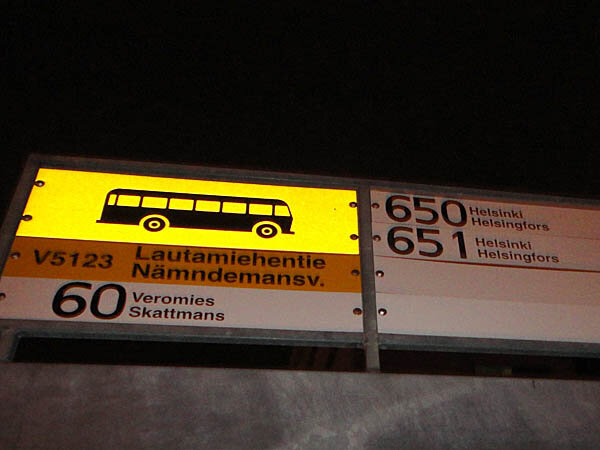 V5123 Lautamiehentie
Nämndemansv.
60 Veromies
Skattmans
650 Helsinki
Helsingfors
651 Helsinki
Helsingfors